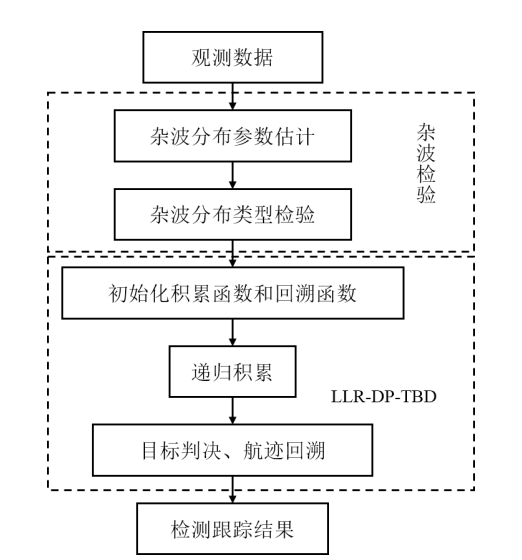 观测数据
杂波分布参数估计
杂波检验
杂波分布类型检验
初始化积累函数和回溯函数
递归积累
LLR-DP-TBD
目标判决、航迹回溯
检测跟踪结果